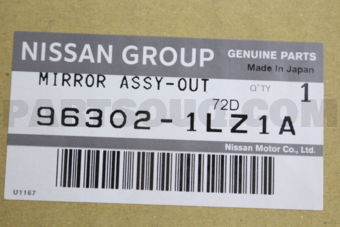 NISSAN GROUP GENUINE PARTS
Made In Japan
MIRROR ASSY-OUT Q'TY 1
72D
96302-1LZ1A
Nissan Motor Co., Ltd.
U1167